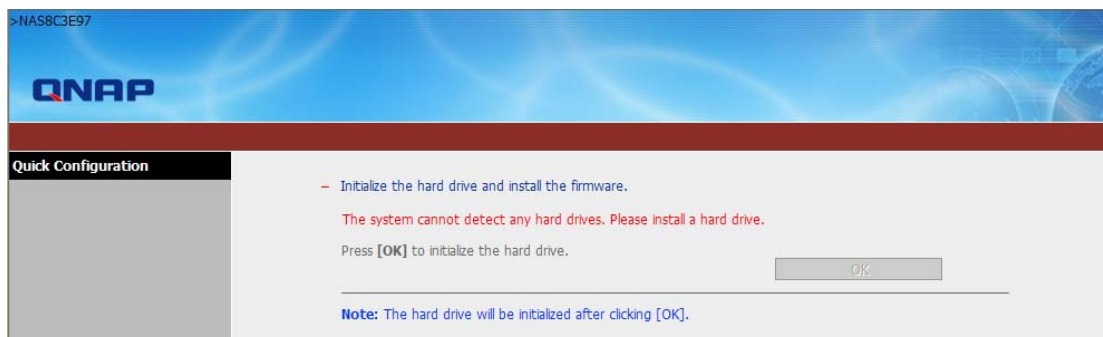 >NAS8C3E97
QNAP
Quick Configuration
– Initialize the hard drive and install the firmware.
The system cannot detect any hard drives. Please install a hard drive.
Press [OK] to initialize the hard drive.
OK
Note: The hard drive will be initialized after clicking [OK].